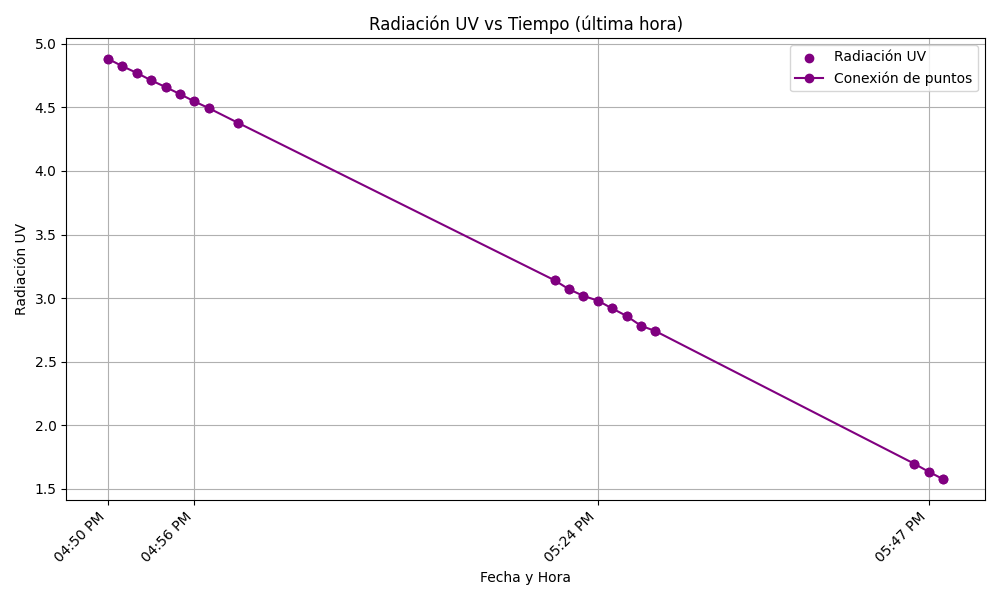 Radiación UV vs Tiempo (última hora)
Radiación UV
Conexión de puntos
Radiación UV
5.0
4.5
4.0
3.5
3.0
2.5
2.0
1.5
04:50 PM
04:56 PM
05:24 PM
05:47 PM
Fecha y Hora